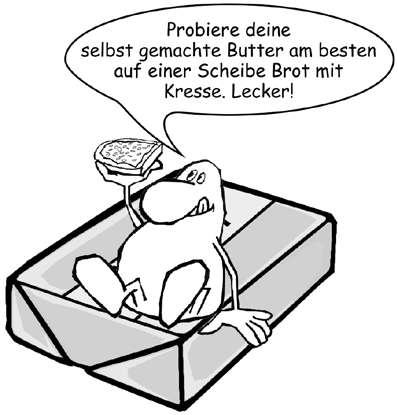 Probiere deine
selbst gemachte Butter am besten
auf einer Scheibe Brot mit
Kresse. Lecker!